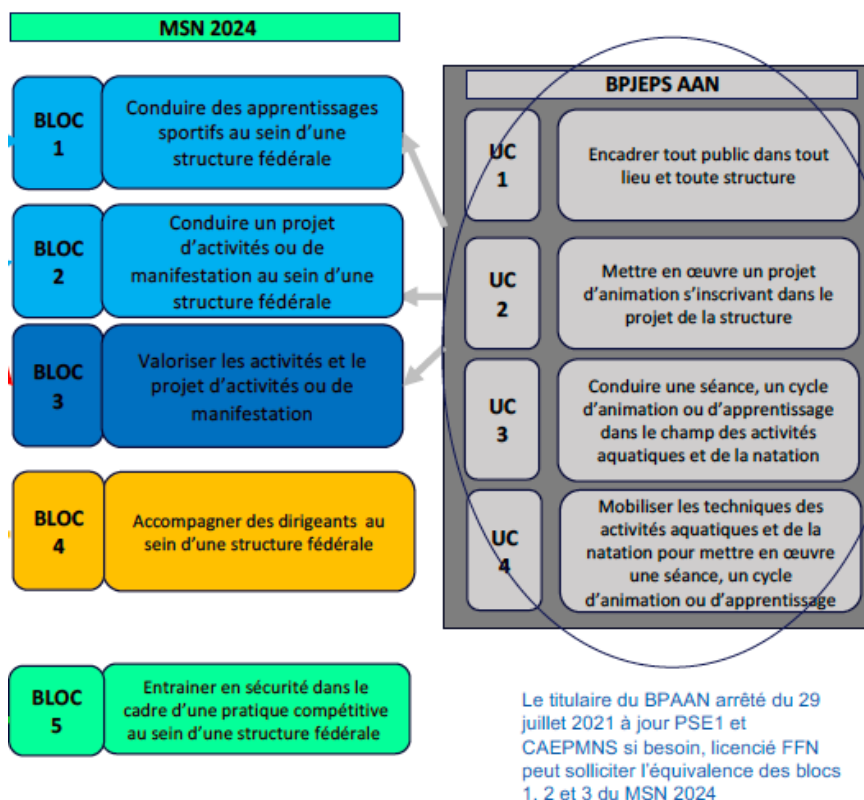 MSN 2024
BLOC
1
Conduire des apprentissages
sportifs au sein d'une
structure fédérale
BLOC
2
Conduire un projet
d'activités ou de
manifestation au sein d'une
structure fédérale
BLOC
3
Valoriser les activités et le
projet d'activités ou de
manifestation
BLOC
4
Accompagner des dirigeants au
sein d'une structure fédérale
BLOC
5
Entrainer en sécurité dans le
cadre d'une pratique compétitive
au sein d'une structure fédérale
BPJEPS AAN
UC
1
Encadrer tout public dans tout
lieu et toute structure
UC
2
Mettre en œuvre un projet
d'animation s'inscrivant dans le
projet de la structure
UC
3
Conduire une séance, un cycle
d'animation ou d'apprentissage
dans le champ des activités
aquatiques et de la natation
UC
4
Mobiliser les techniques des
activités aquatiques et de la
natation pour mettre en œuvre
une séance, un cycle
d'animation ou d'apprentissage
Le titulaire du BPAAN arrêté du 29
juillet 2021 à jour PSE1 et
CAEPMNS si besoin, licencié FFN
peut solliciter l'équivalence des blocs
1, 2 et 3 du MSN 2024